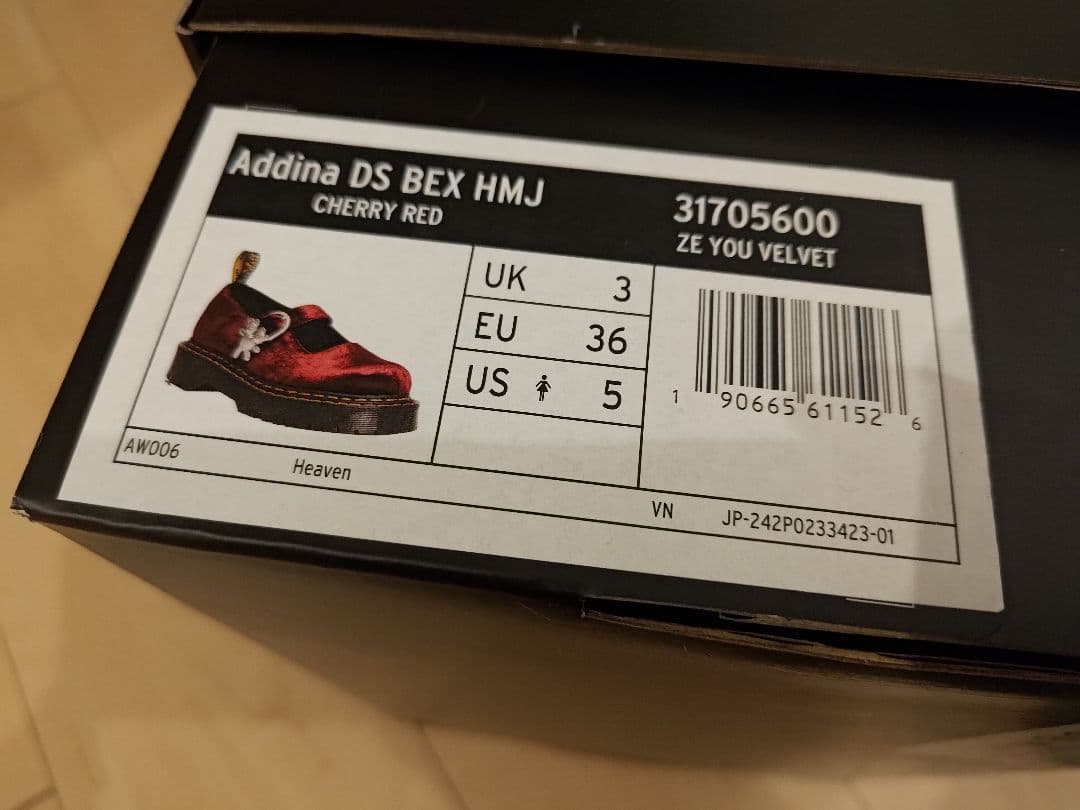 Addina DS BEX HMJ
CHERRY RED
31705600
ZE YOU VELVET
UK 3
EU 36
US 5
1 90665 61152 6
AW006
Heaven
VN
JP-242P0233423-01